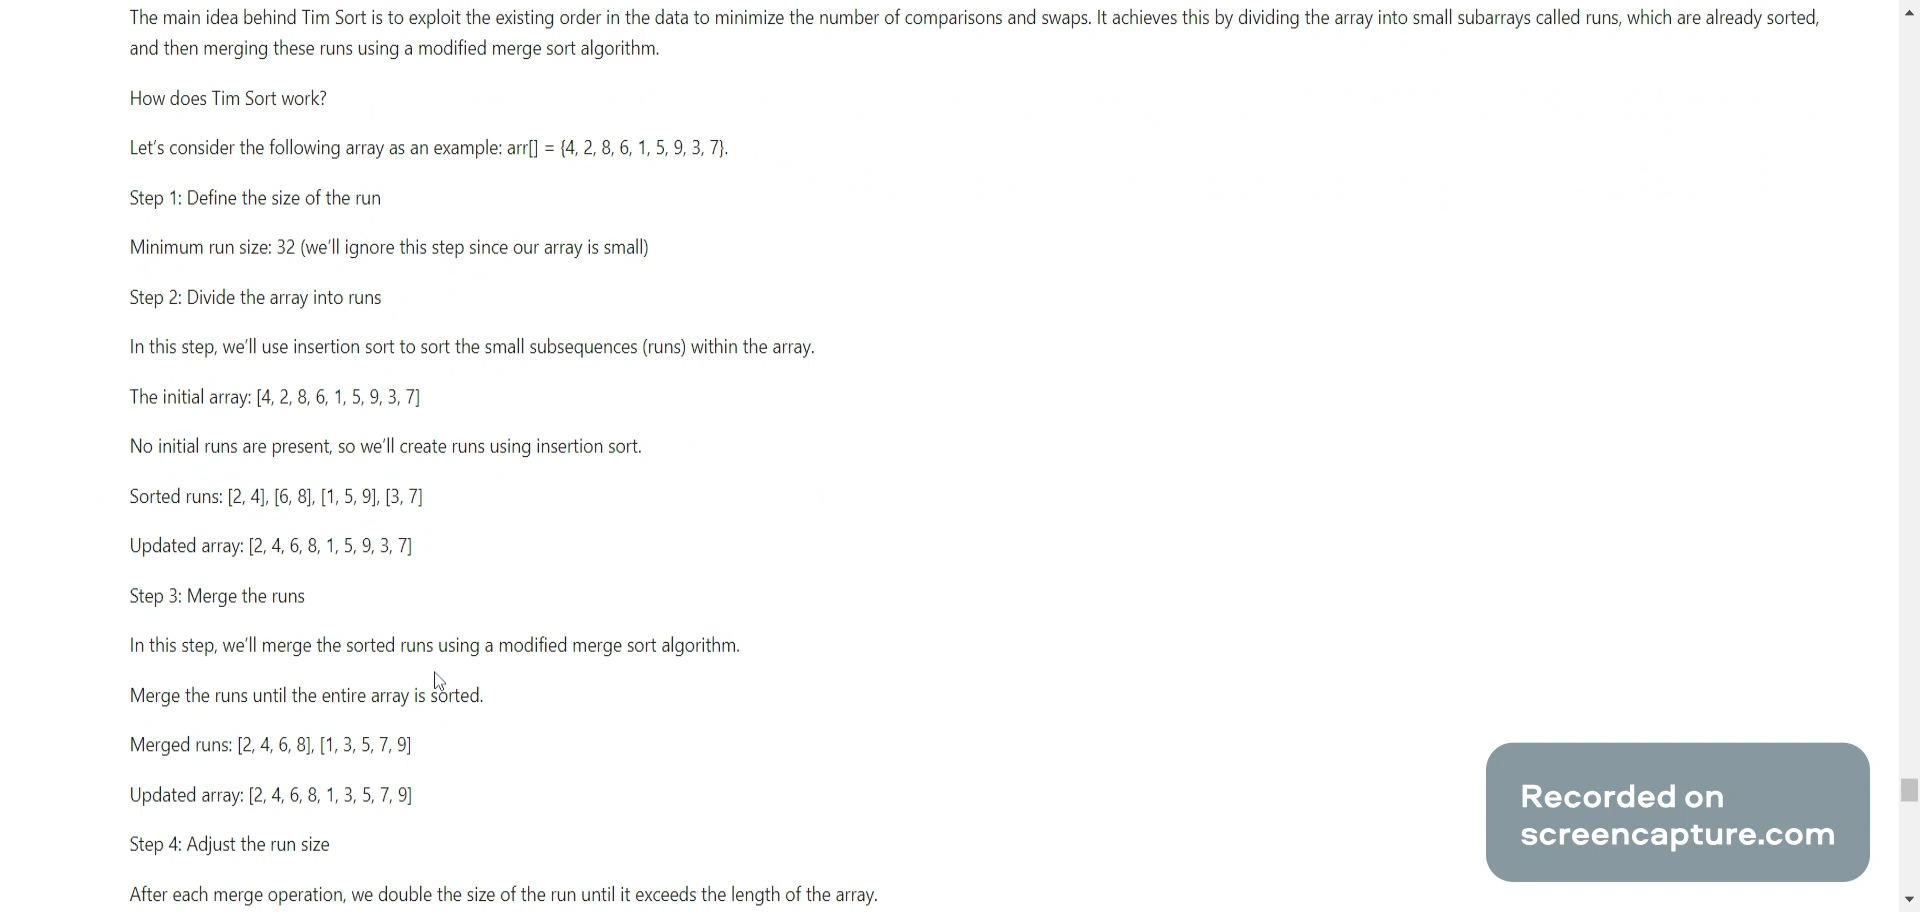 The main idea behind Tim Sort is to exploit the existing order in the data to minimize the number of comparisons and swaps. It achieves this by dividing the array into small subarrays called runs, which are already sorted,
and then merging these runs using a modified merge sort algorithm.
How does Tim Sort work?
Let's consider the following array as an example: arr[] = {4, 2, 8, 6, 1, 5, 9, 3, 7}.
Step 1: Define the size of the run
Minimum run size: 32 (we'll ignore this step since our array is small)
Step 2: Divide the array into runs
In this step, we'll use insertion sort to sort the small subsequences (runs) within the array.
The initial array: [4, 2, 8, 6, 1, 5, 9, 3, 7]
No initial runs are present, so we'll create runs using insertion sort.
Sorted runs: [2, 4], [6, 8], [1, 5, 9], [3, 7]
Updated array: [2, 4, 6, 8, 1, 5, 9, 3, 7]
Step 3: Merge the runs
In this step, we'll merge the sorted runs using a modified merge sort algorithm.
Merge the runs until the entire array is sorted.
Merged runs: [2, 4, 6, 8], [1, 3, 5, 7, 9]
Updated array: [2, 4, 6, 8, 1, 3, 5, 7, 9]
Step 4: Adjust the run size
After each merge operation, we double the size of the run until it exceeds the length of the array.
Recorded on
screencapture.com